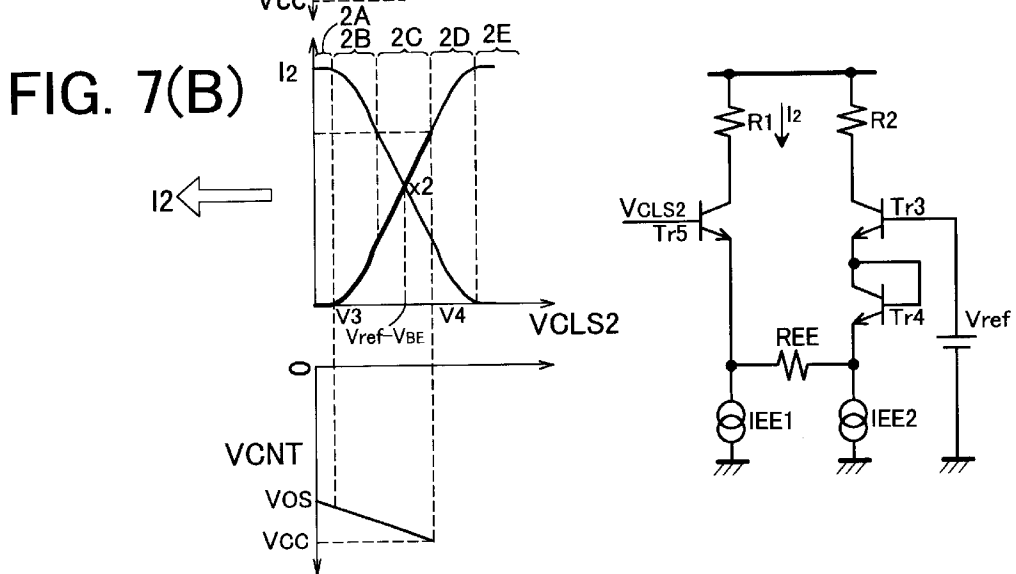 VCC
2A
2B 2C 2D 2E
I2
FIG. 7(B)
I2
x2
V3 V4 VCLS2
Vref-VBE
R1 I2 R2
VCLS2
Tr5
Tr3
Tr4
Vref
REE
IEE1 IEE2
0
VCNT
VOS
VCC